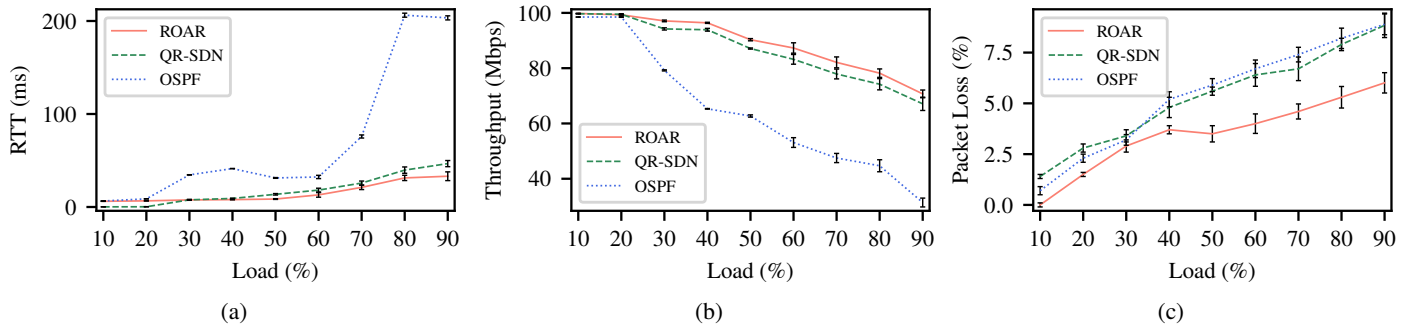 RTT (ms)
200
100
0
ROAR
QR-SDN
OSPF
10 20 30 40 50 60 70 80 90
Load (%)
(a)
Throughput (Mbps)
100
80
60
40
ROAR
QR-SDN
OSPF
10 20 30 40 50 60 70 80 90
Load (%)
(b)
Packet Loss (%)
7.5
5.0
2.5
0.0
ROAR
QR-SDN
OSPF
10 20 30 40 50 60 70 80 90
Load (%)
(c)